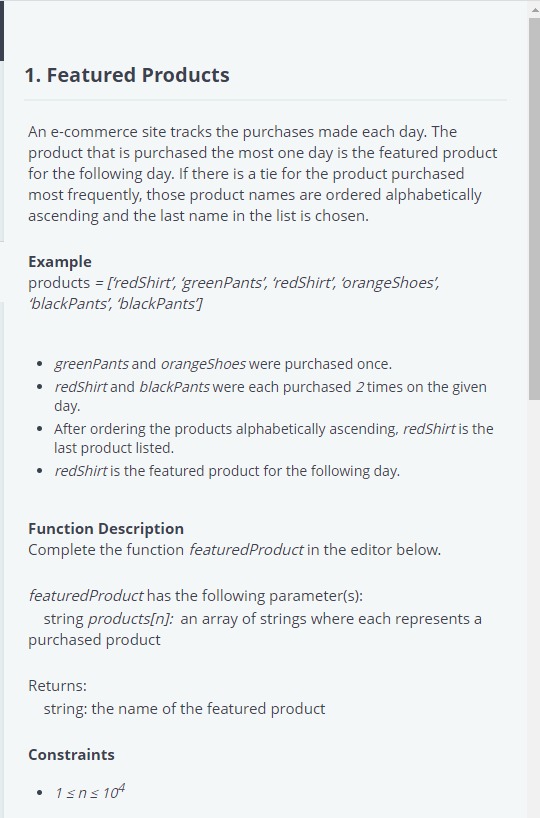 1. Featured Products
An e-commerce site tracks the purchases made each day. The
product that is purchased the most one day is the featured product
for the following day. If there is a tie for the product purchased
most frequently, those product names are ordered alphabetically
ascending and the last name in the list is chosen.
Example
products = [‘redShirt’, ‘greenPants’, ‘redShirt’, ‘orangeShoes’,
‘blackPants’, ‘blackPants’]
• greenPants and orangeShoes were purchased once.
• redShirt and blackPants were each purchased 2 times on the given
day.
• After ordering the products alphabetically ascending, redShirt is the
last product listed.
• redShirt is the featured product for the following day.
Function Description
Complete the function featuredProduct in the editor below.
featuredProduct has the following parameter(s):
string products[n]: an array of strings where each represents a
purchased product
Returns:
string: the name of the featured product
Constraints
• 1 ≤ n ≤ 10⁴